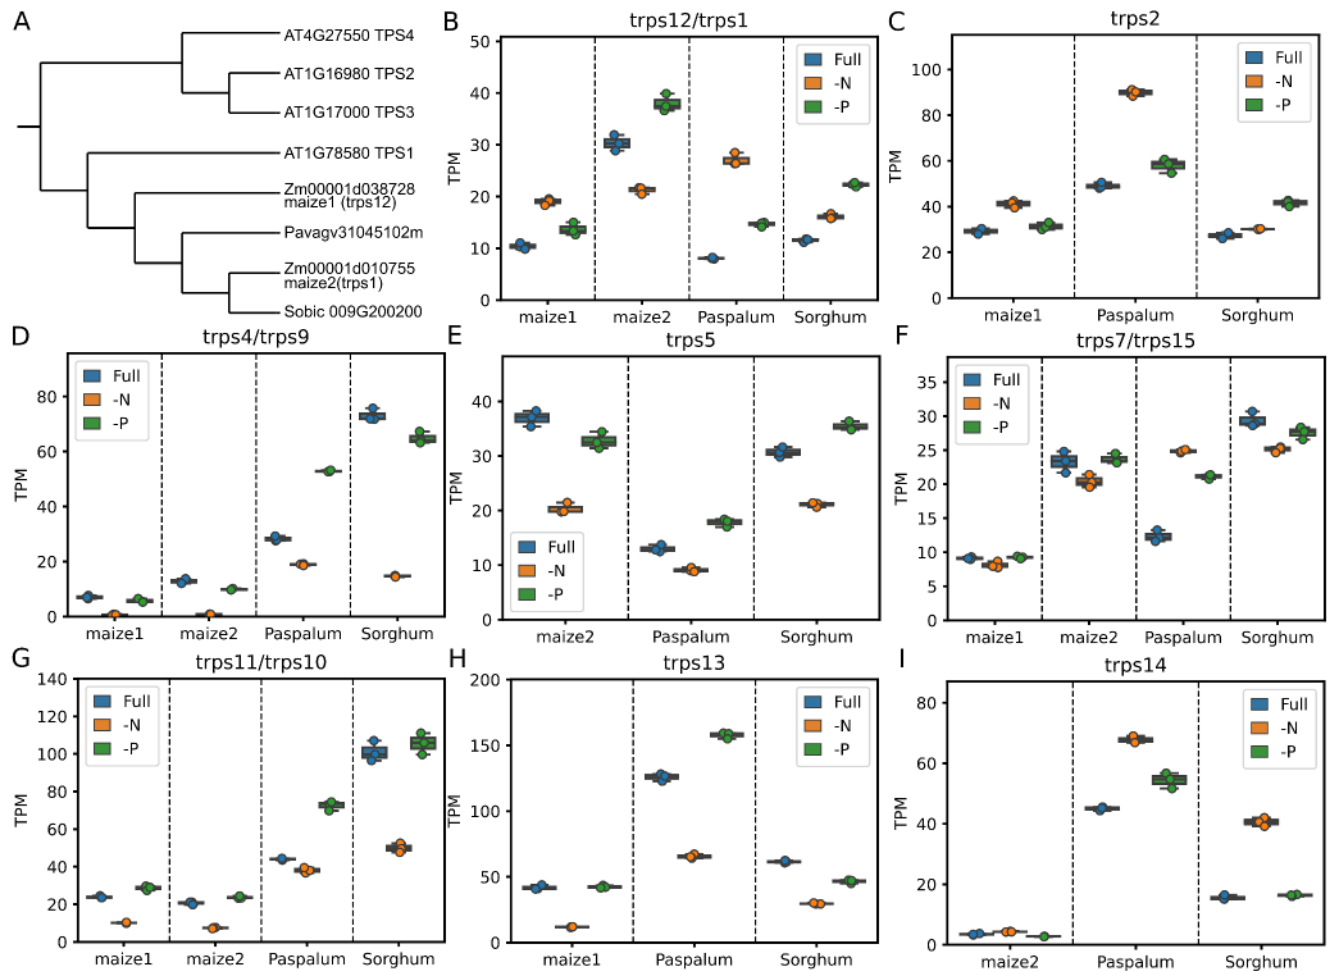 A
AT4G27550 TPS4
AT1G16980 TPS2
AT1G17000 TPS3
AT1G78580 TPS1
Zm00001d038728
maize1 (trps12)
Pavagv31045102m
Zm00001d010755
maize2(trps1)
Sobic 009G200200
B
trps12/trps1
50
40
30
20
10
0
TPM
Full
-N
-P
maize1 maize2 Paspalum Sorghum
C
trps2
100
80
60
40
20
0
TPM
Full
-N
-P
maize1 Paspalum Sorghum
D
trps4/trps9
80
60
40
20
0
TPM
Full
-N
-P
maize1 maize2 Paspalum Sorghum
E
trps5
40
30
20
10
0
TPM
Full
-N
-P
maize2 Paspalum Sorghum
F
trps7/trps15
35
30
25
20
15
10
5
0
TPM
Full
-N
-P
maize1 maize2 Paspalum Sorghum
G
trps11/trps10
140
120
100
80
60
40
20
0
TPM
Full
-N
-P
maize1 maize2 Paspalum Sorghum
H
trps13
200
150
100
50
0
TPM
Full
-N
-P
maize1 Paspalum Sorghum
I
trps14
80
60
40
20
0
TPM
Full
-N
-P
maize2 Paspalum Sorghum